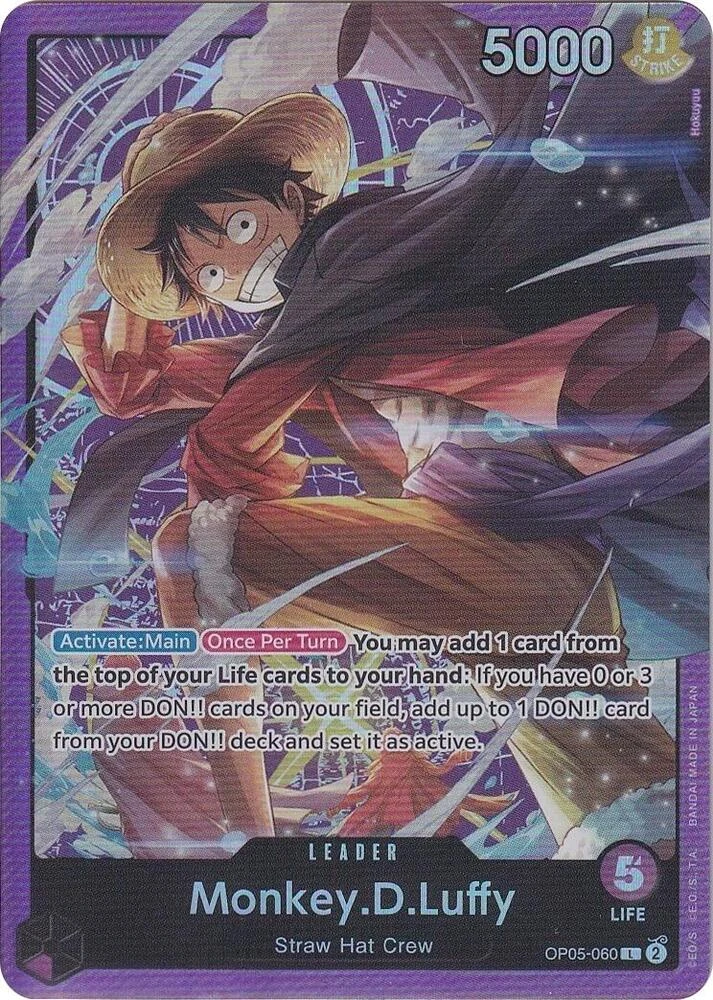 5000
打
STRIKE
Hokuyuu
Activate:Main Once Per Turn You may add 1 card from
the top of your Life cards to your hand: If you have 0 or 3
or more DON!! cards on your field, add up to 1 DON!! card
from your DON!! deck and set it as active.
©E.O./S ©E.O./S., T.A. BANDAI MADE IN JAPAN
LEADER
Monkey.D.Luffy
Straw Hat Crew
5
LIFE
OP05-060 L 2